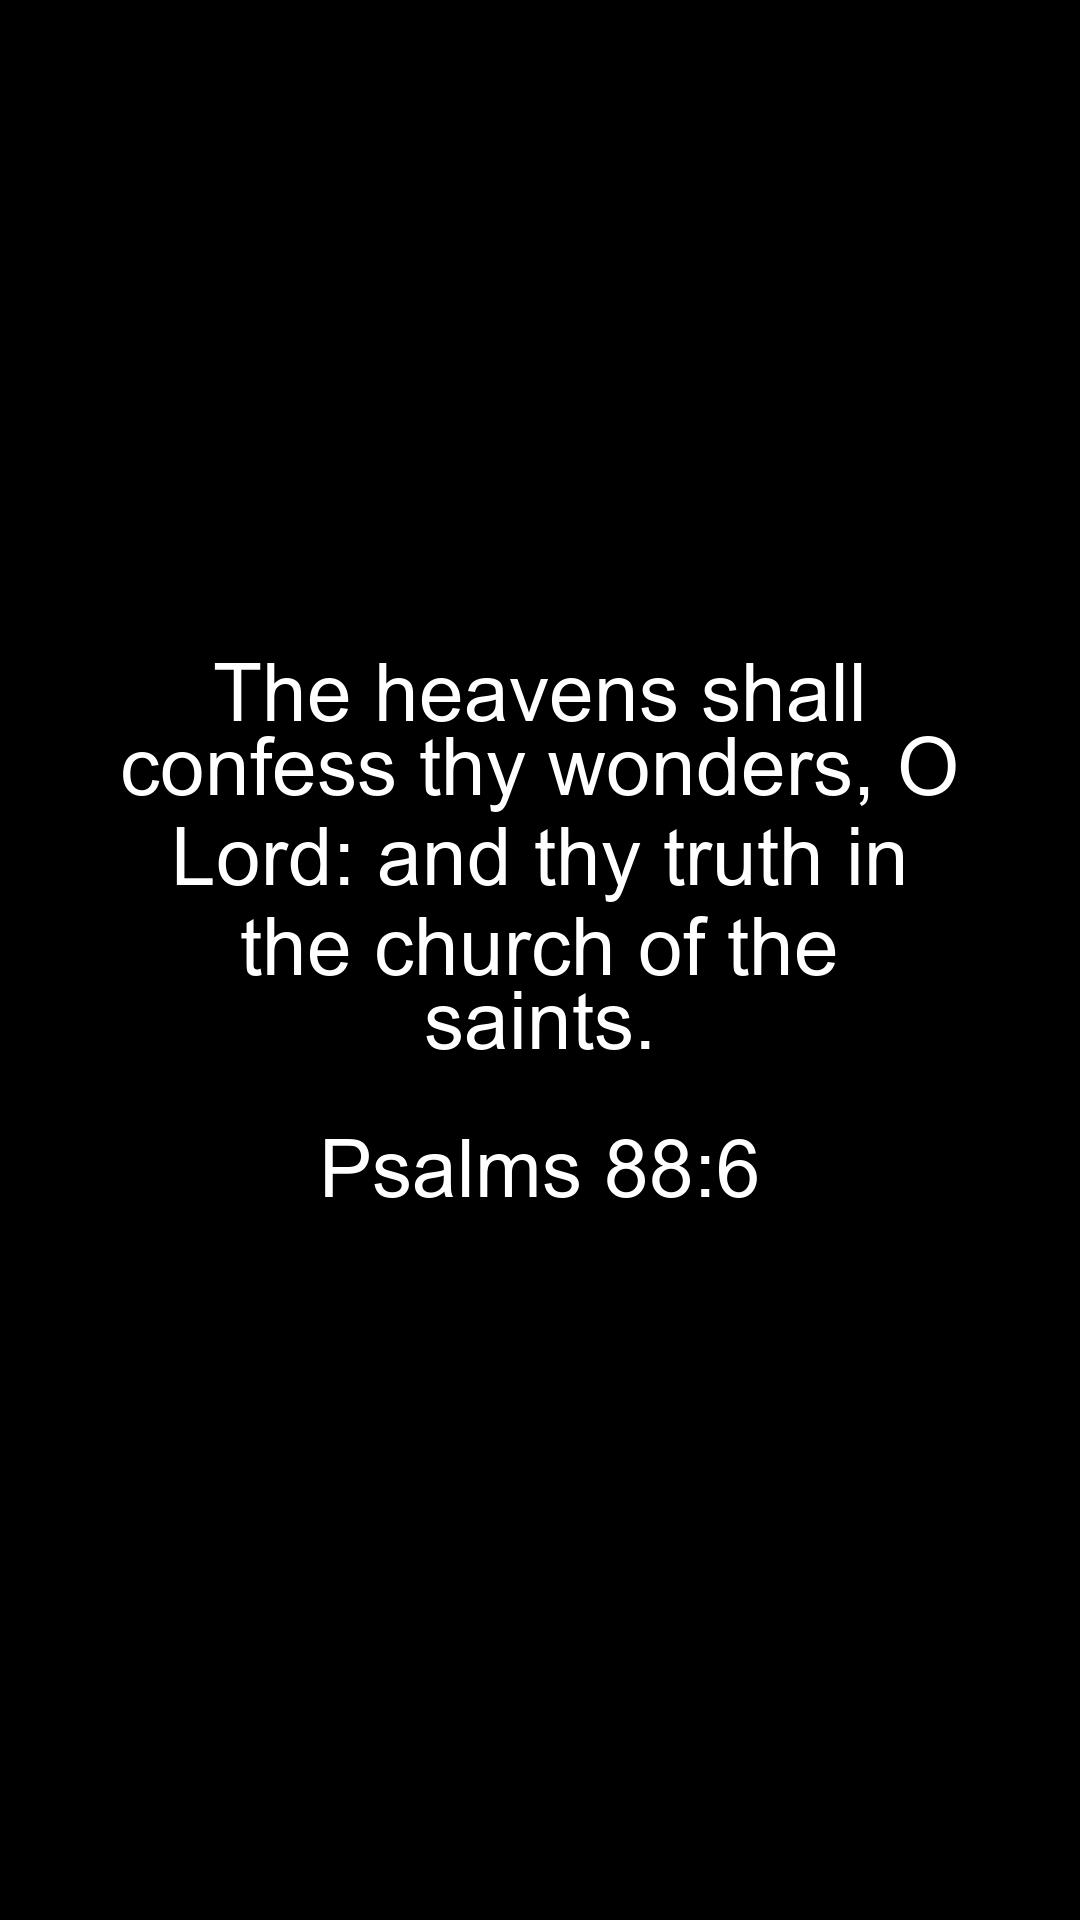 The heavens shall
confess thy wonders, O
Lord: and thy truth in
the church of the
saints.
Psalms 88:6